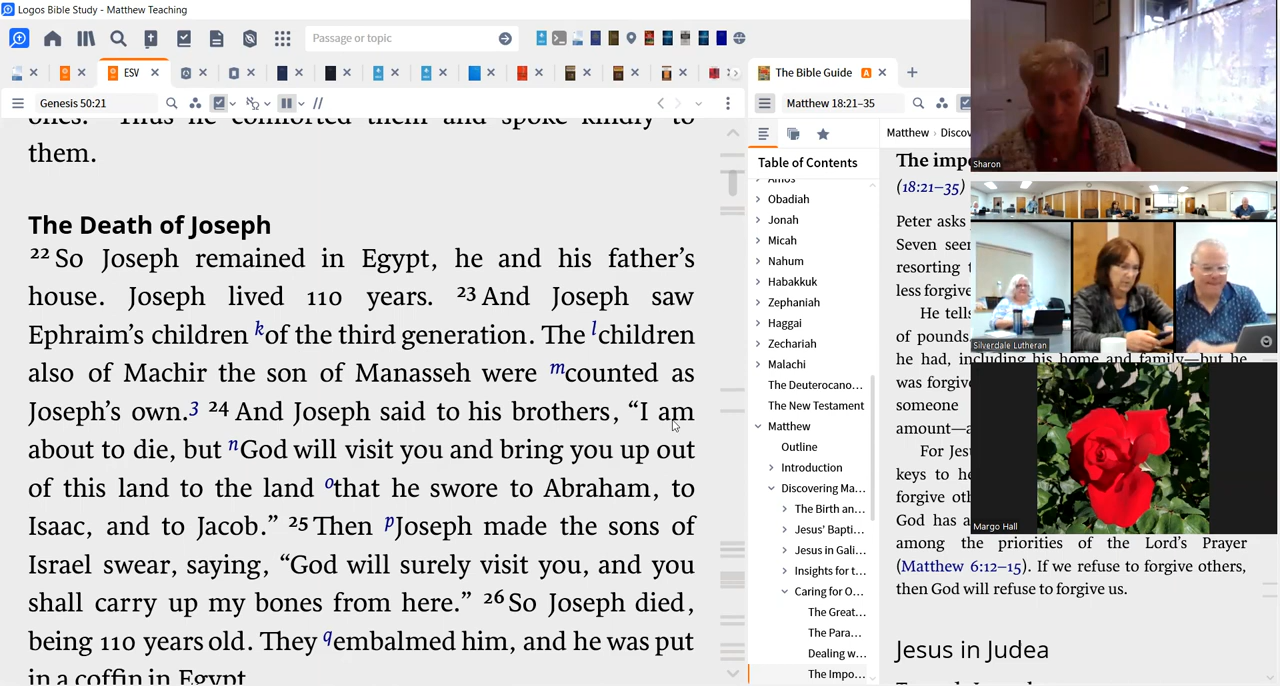 Logos Bible Study - Matthew Teaching
Passage or topic
ESV
The Bible Guide A
Genesis 50:21
Matthew 18:21–35
them.
The Death of Joseph
22 So Joseph remained in Egypt, he and his father’s
house. Joseph lived 110 years. 23 And Joseph saw
Ephraim’s children k of the third generation. The l children
also of Machir the son of Manasseh were m counted as
Joseph’s own.3 24 And Joseph said to his brothers, “I am
about to die, but n God will visit you and bring you up out
of this land to the land o that he swore to Abraham, to
Isaac, and to Jacob.” 25 Then p Joseph made the sons of
Israel swear, saying, “God will surely visit you, and you
shall carry up my bones from here.” 26 So Joseph died,
being 110 years old. They q embalmed him, and he was put
in a coffin in Egypt
Table of Contents
Amos
Obadiah
Jonah
Micah
Nahum
Habakkuk
Zephaniah
Haggai
Zechariah
Malachi
The Deuterocano...
The New Testament
Matthew
Outline
Introduction
Discovering Ma...
The Birth an...
Jesus’ Bapti...
Jesus in Gali...
Insights for t...
Caring for O...
The Great...
The Para...
Dealing w...
The Impo...
Matthew › Discov
The impo
(18:21–35)
Peter asks
Seven seen
resorting t
less forgive
He tells
of pounds
he had, including his home and family—but he
was forgiv
someone
amount—a
For Jesu
keys to he
forgive oth
God has a
among the priorities of the Lord’s Prayer
(Matthew 6:12–15). If we refuse to forgive others,
then God will refuse to forgive us.
Jesus in Judea
Sharon
Silverdale Lutheran
Margo Hall